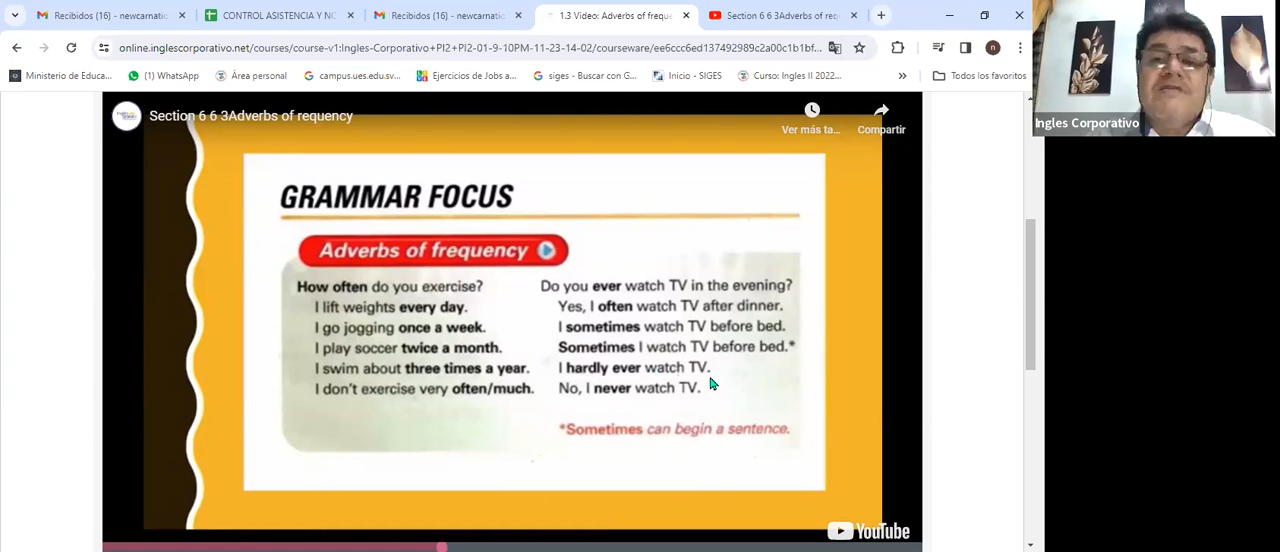 Recibidos (16) - newcarnatio
CONTROL ASISTENCIA Y NO
Recibidos (16) - newcarnatio
1.3 Video: Adverbs of freque
Section 6 6 3Adverbs of req
online.inglescorporativo.net/courses/course-v1:Ingles-Corporativo+PI2+PI2-01-9-10PM-11-23-14-02/courseware/ee6ccc6ed137492989c2a00c1b1bf...
Ministerio de Educa...
(1) WhatsApp
Área personal
campus.ues.edu.sv...
Ejercicios de Jobs a...
siges - Buscar con G...
Inicio - SIGES
Curso: Ingles II 2022...
Todos los favoritos
Ingles Corporativo
Section 6 6 3Adverbs of requency
Ver más ta...
Compartir
GRAMMAR FOCUS
Adverbs of frequency
How often do you exercise?
I lift weights every day.
I go jogging once a week.
I play soccer twice a month.
I swim about three times a year.
I don't exercise very often/much.
Do you ever watch TV in the evening?
Yes, I often watch TV after dinner.
I sometimes watch TV before bed.
Sometimes I watch TV before bed.*
I hardly ever watch TV.
No, I never watch TV.
*Sometimes can begin a sentence.
YouTube